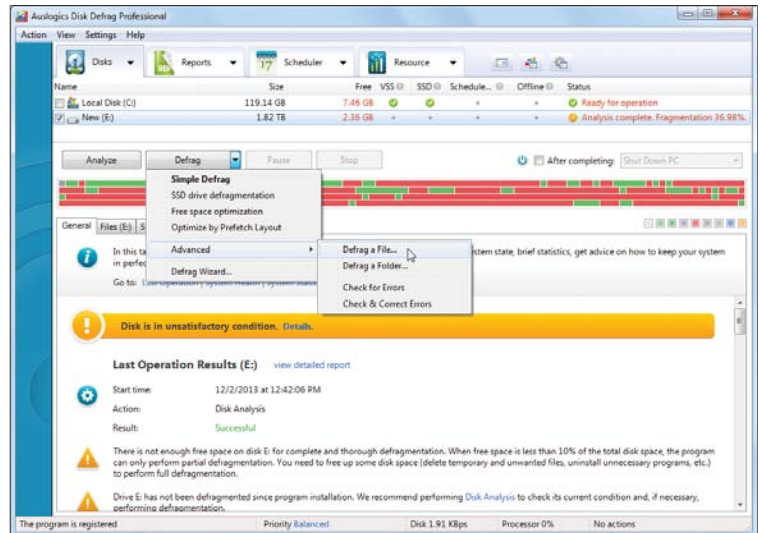 Auslogics Disk Defrag Professional
Action View Settings Help
Disks Reports 17 Scheduler Resource
Name Size Free VSS SSD Schedule... Offline Status
Local Disk (C:) 119.14 GB 7.46 GB Ready for operation
New (E:) 1.82 TB 2.36 GB Analysis complete. Fragmentation 36.98%.
Analyze Defrag Pause Stop After completing: Shut Down PC
Simple Defrag
SSD drive defragmentation
Free space optimization
Optimize by Prefetch Layout
Advanced
Defrag Wizard...
Defrag a File...
Defrag a Folder...
Check for Errors
Check & Correct Errors
General Files (E:) S
In this ta stem state, brief statistics, get advice on how to keep your system
in perfec
Go to:
Disk is in unsatisfactory condition. Details.
Last Operation Results (E:) view detailed report
Start time: 12/2/2013 at 12:42:06 PM
Action: Disk Analysis
Result: Successful
There is not enough free space on disk E: for complete and thorough defragmentation. When free space is less than 10% of the total disk space, the program
can only perform partial defragmentation. You need to free up some disk space (delete temporary and unwanted files, uninstall unnecessary programs, etc.)
to perform full defragmentation.
Drive E: has not been defragmented since program installation. We recommend performing Disk Analysis to check its current condition and, if necessary,
performing defragmentation.
The program is registered Priority Balanced Disk 1.91 KBps Processor 0% No actions